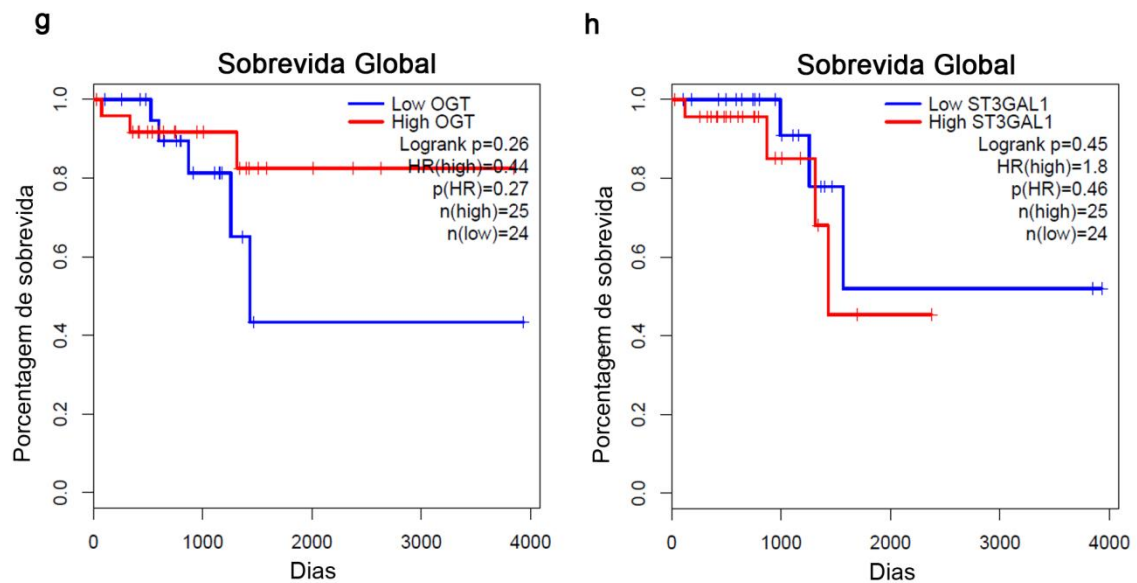 g
Sobrevida Global
Low OGT
High OGT
Logrank p=0.26
HR(high)=0.44
p(HR)=0.27
n(high)=25
n(low)=24
Porcentagem de sobrevida
1.0
0.8
0.6
0.4
0.2
0.0
0 1000 2000 3000 4000
Dias
h
Sobrevida Global
Low ST3GAL1
High ST3GAL1
Logrank p=0.45
HR(high)=1.8
p(HR)=0.46
n(high)=25
n(low)=24
Porcentagem de sobrevida
1.0
0.8
0.6
0.4
0.2
0.0
0 1000 2000 3000 4000
Dias